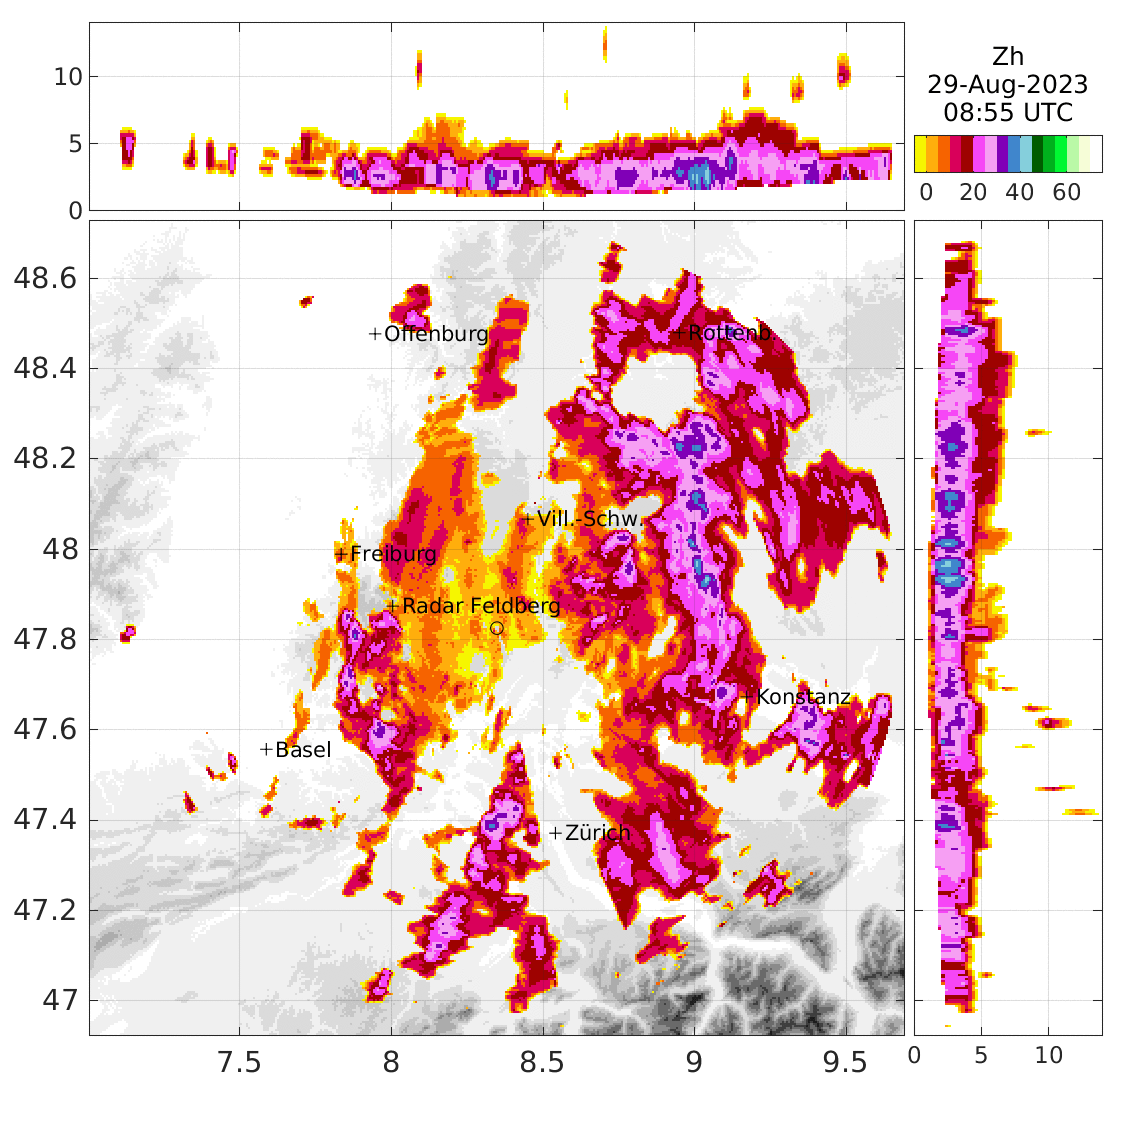 Zh
29-Aug-2023
08:55 UTC
0 20 40 60
10
5
0
48.6
48.4
48.2
48
47.8
47.6
47.4
47.2
47
Offenburg
Rottenb.
Vill.-Schw.
Freiburg
Radar Feldberg
Konstanz
Basel
Zürich
7.5 8 8.5 9 9.5
0 5 10